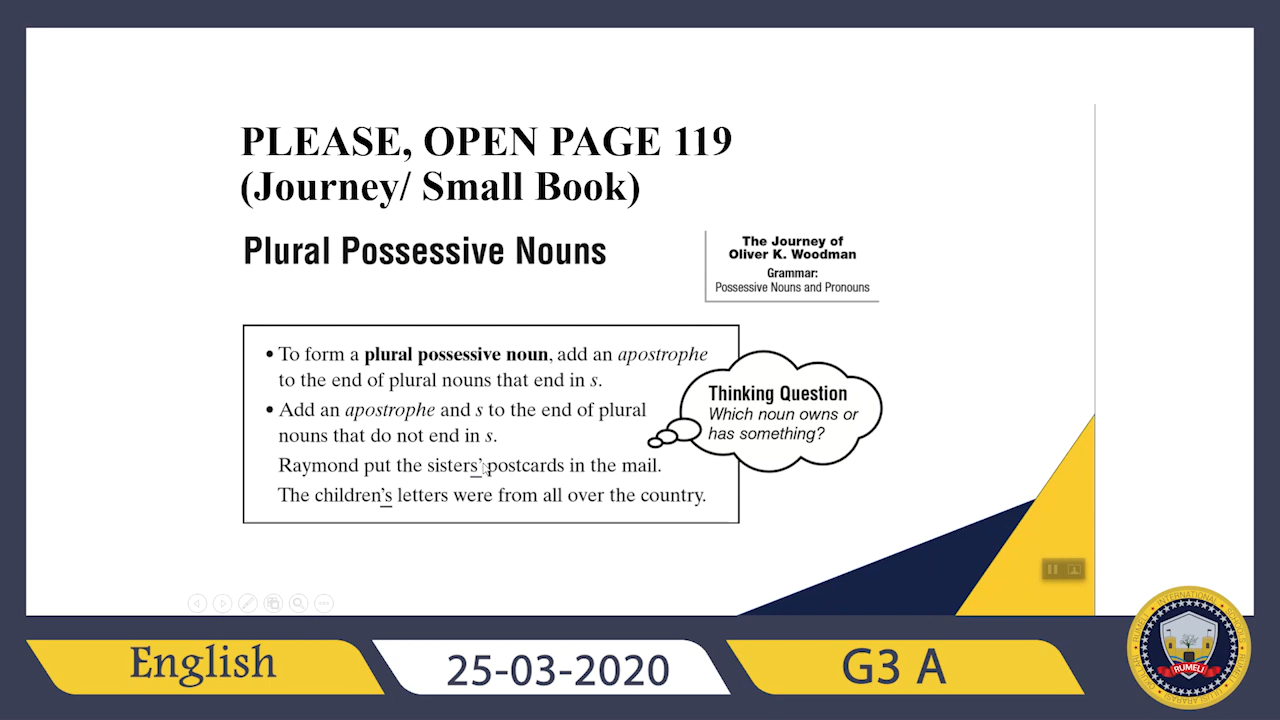 PLEASE, OPEN PAGE 119
(Journey/ Small Book)
Plural Possessive Nouns
The Journey of
Oliver K. Woodman
Grammar:
Possessive Nouns and Pronouns
• To form a plural possessive noun, add an apostrophe
to the end of plural nouns that end in s.
• Add an apostrophe and s to the end of plural
nouns that do not end in s.
Raymond put the sisters’ postcards in the mail.
The children’s letters were from all over the country.
Thinking Question
Which noun owns or
has something?
English
25-03-2020
G3 A
RUMELI